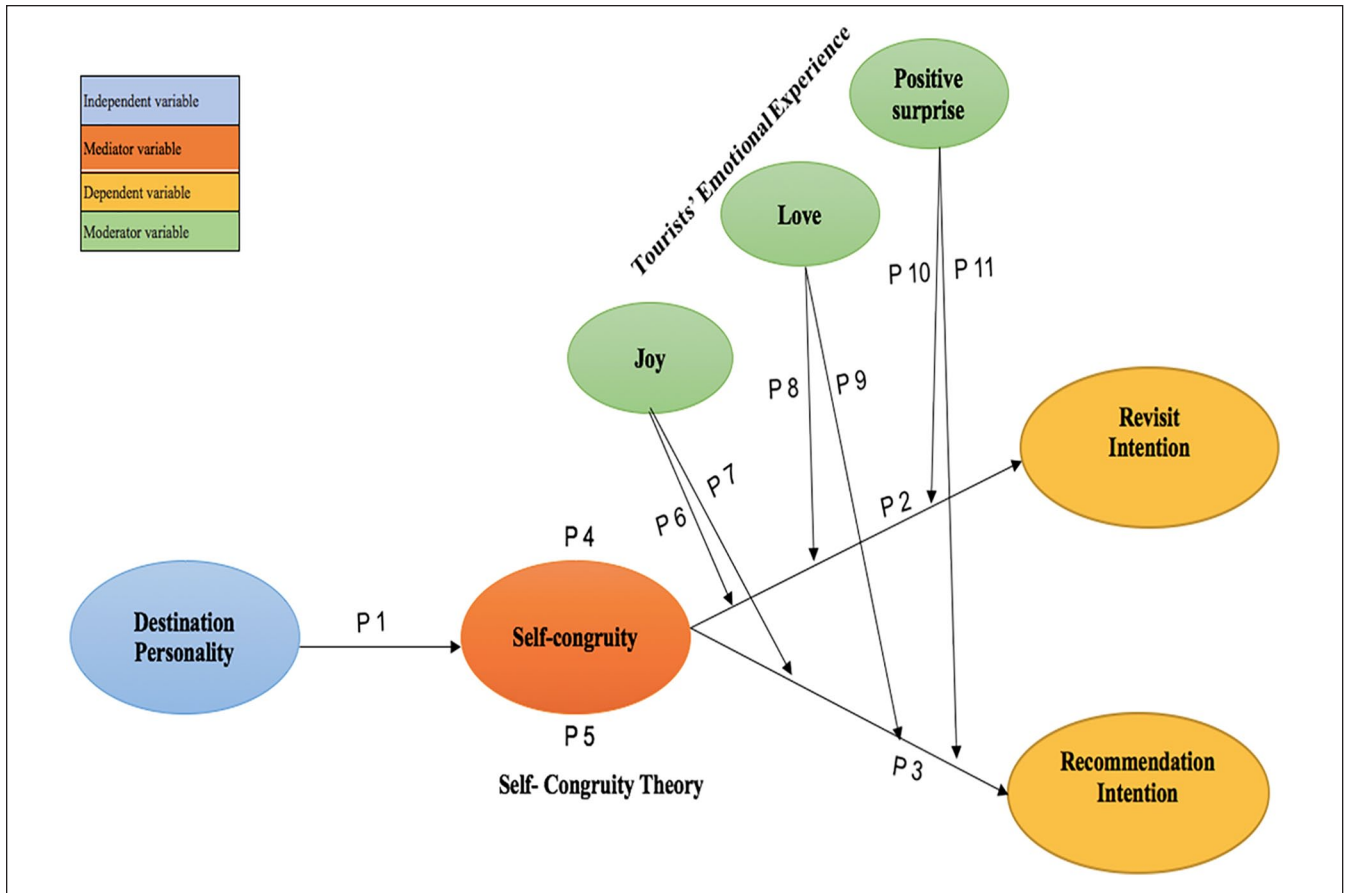 Independent variable
Mediator variable
Dependent variable
Moderator variable
Tourists' Emotional Experience
Positive
surprise
Love
Joy
P 10
P 11
P 8
P 9
P 7
P 6
P 2
Revisit
Intention
P 4
Destination
Personality
P 1
Self-congruity
P 5
Self- Congruity Theory
P 3
Recommendation
Intention